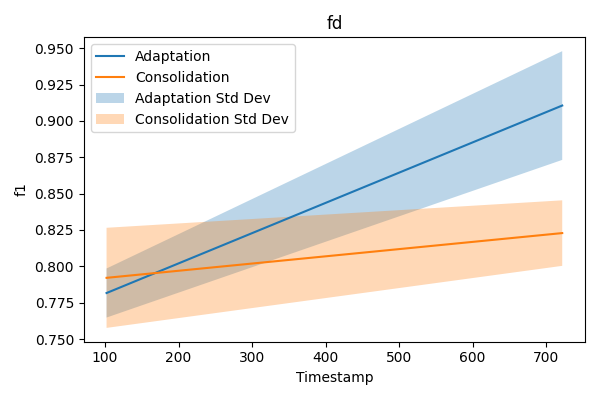 fd
0.950
0.925
0.900
0.875
0.850
0.825
0.800
0.775
0.750
f1
Adaptation
Consolidation
Adaptation Std Dev
Consolidation Std Dev
100 200 300 400 500 600 700
Timestamp